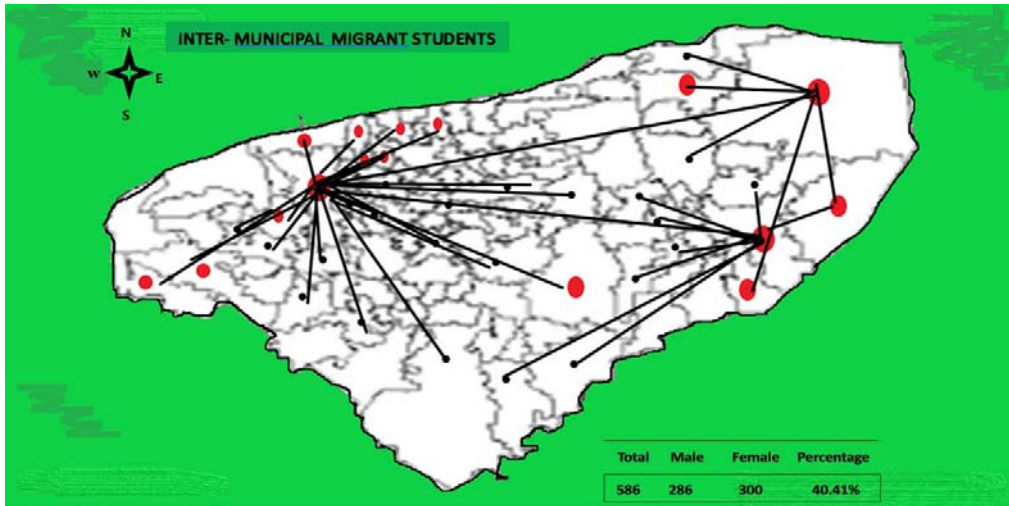 INTER- MUNICIPAL MIGRANT STUDENTS
N
W E
S
Total Male Female Percentage
586 286 300 40.41%